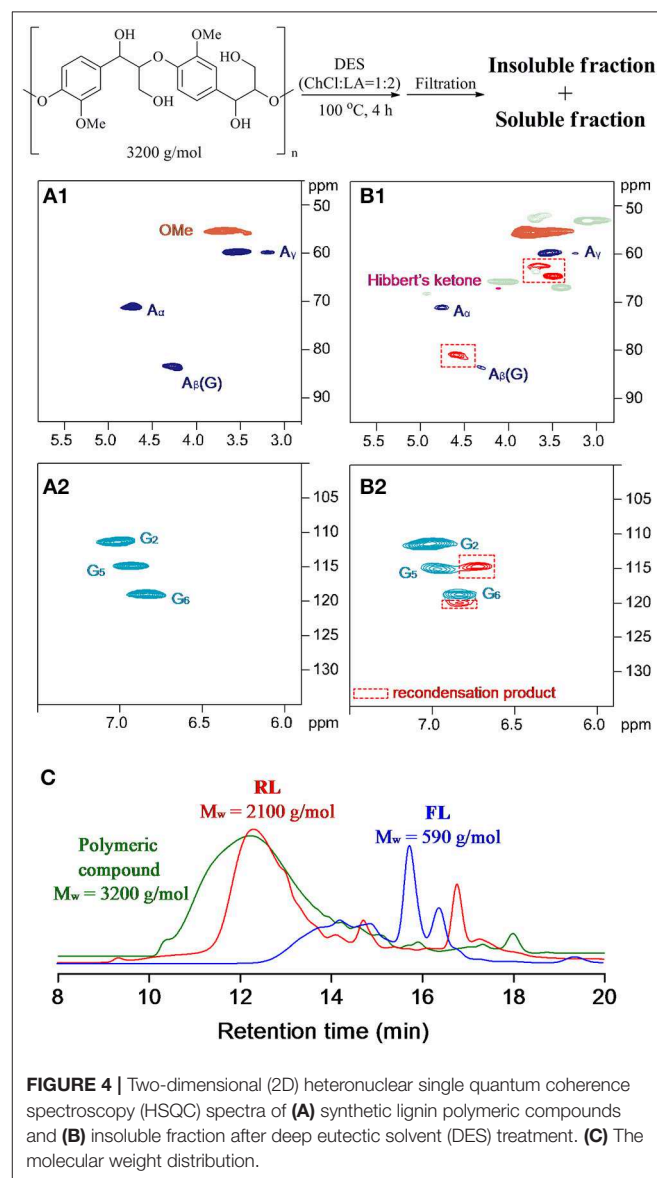 OH
OMe
O
HO
DES
(ChCl:LA=1:2)
100 °C, 4 h
Filtration
Insoluble fraction
+
Soluble fraction
O
OMe
OH
OH
O
3200 g/mol
n
A1
ppm
OMe
Aγ
Aα
Aβ(G)
50
60
70
80
90
5.5 5.0 4.5 4.0 3.5 3.0
B1
ppm
Aγ
Hibbert's ketone
Aα
Aβ(G)
50
60
70
80
90
5.5 5.0 4.5 4.0 3.5 3.0
A2
G2
G5
G6
105
110
115
120
125
130
7.0 6.5 6.0 ppm
B2
G2
G5
G6
recondensation product
105
110
115
120
125
130
7.0 6.5 6.0 ppm
C
RL
Mw = 2100 g/mol
FL
Mw = 590 g/mol
Polymeric
compound
Mw = 3200 g/mol
8 10 12 14 16 18 20
Retention time (min)
FIGURE 4 | Two-dimensional (2D) heteronuclear single quantum coherence
spectroscopy (HSQC) spectra of (A) synthetic lignin polymeric compounds
and (B) insoluble fraction after deep eutectic solvent (DES) treatment. (C) The
molecular weight distribution.